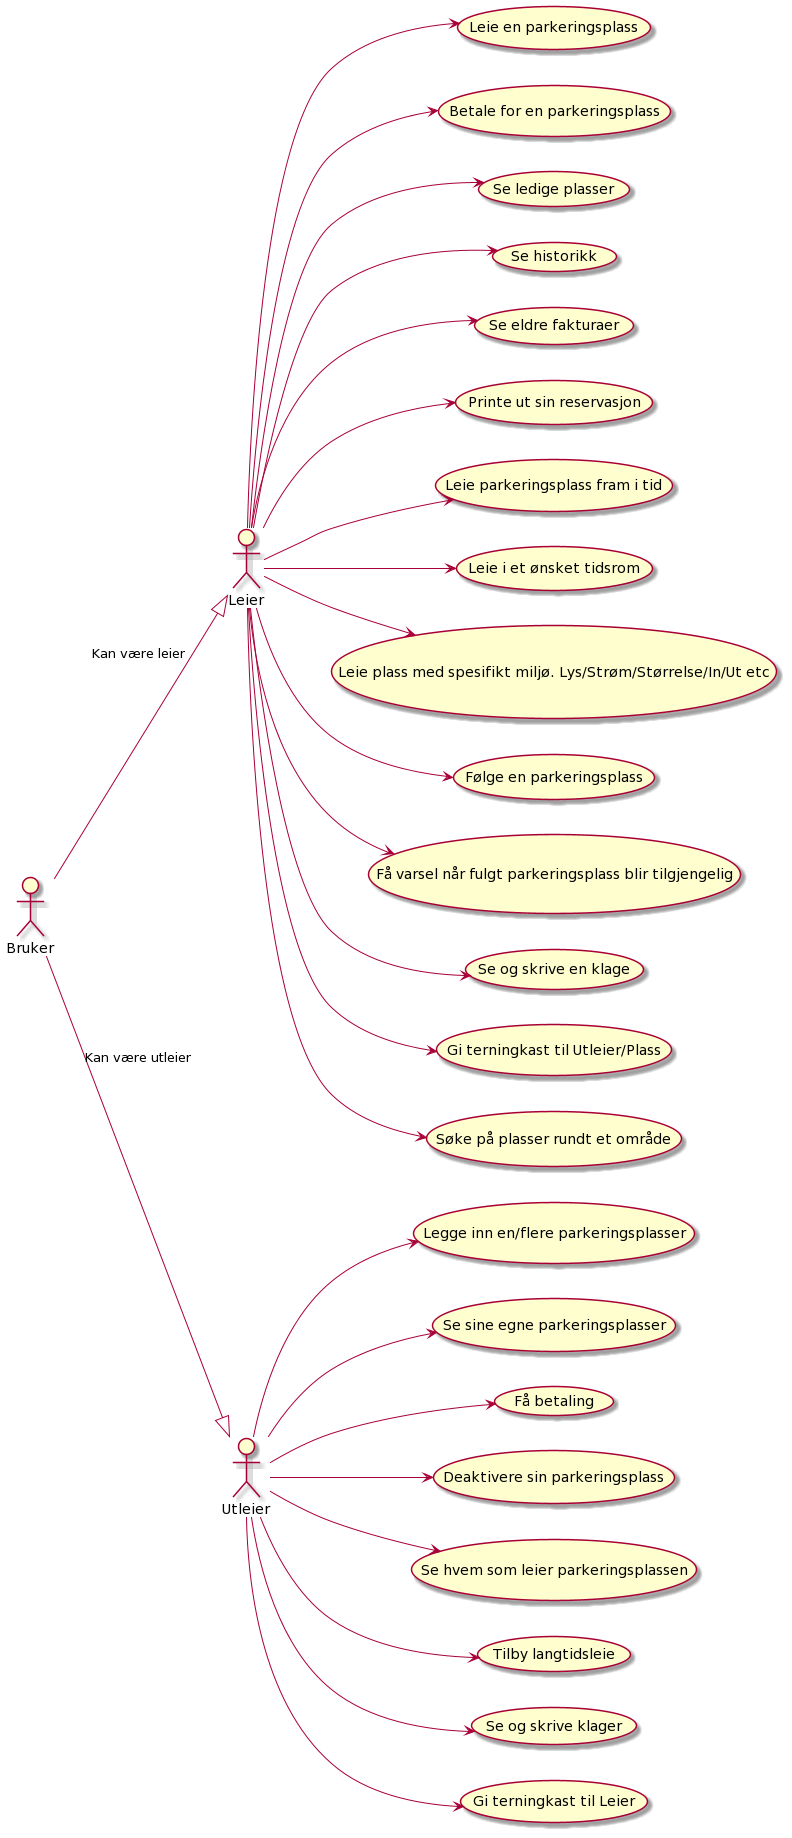 Leie en parkeringsplass
Betale for en parkeringsplass
Se ledige plasser
Se historikk
Se eldre fakturaer
Printe ut sin reservasjon
Leie parkeringsplass fram i tid
Leie i et ønsket tidsrom
Leier
Kan være leier
Leie plass med spesifikt miljø. Lys/Strøm/Størrelse/In/Ut etc
Følge en parkeringsplass
Få varsel når fulgt parkeringsplass blir tilgjengelig
Bruker
Se og skrive en klage
Gi terningkast til Utleier/Plass
Kan være utleier
Søke på plasser rundt et område
Legge inn en/flere parkeringsplasser
Se sine egne parkeringsplasser
Få betaling
Deaktivere sin parkeringsplass
Utleier
Se hvem som leier parkeringsplassen
Tilby langtidsleie
Se og skrive klager
Gi terningkast til Leier